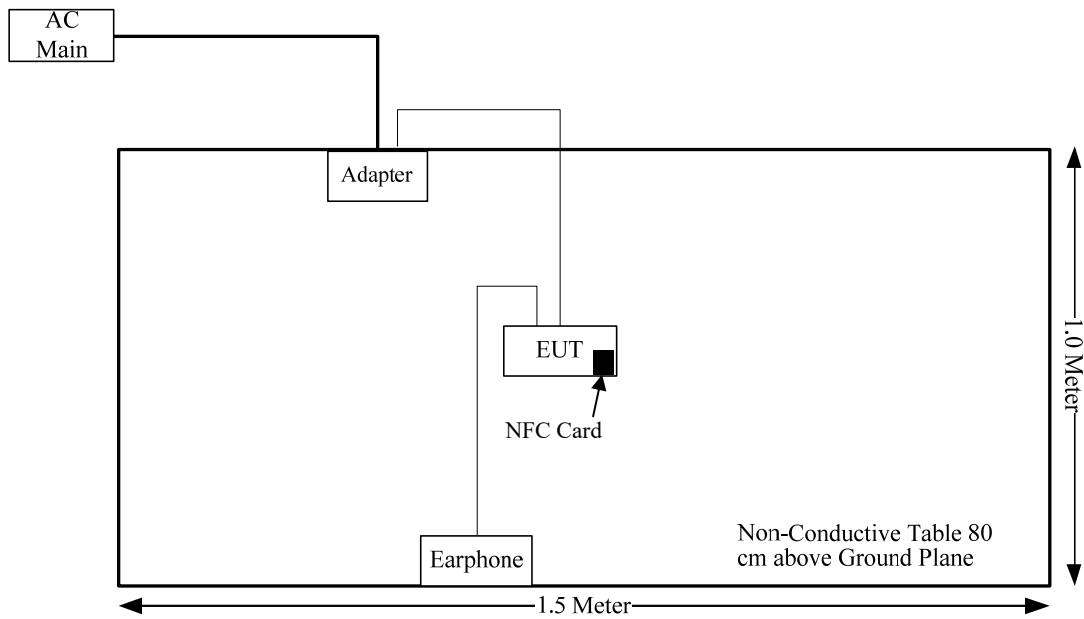 AC
Main
Adapter
EUT
NFC Card
Earphone
Non-Conductive Table 80
cm above Ground Plane
1.0 Meter
1.5 Meter